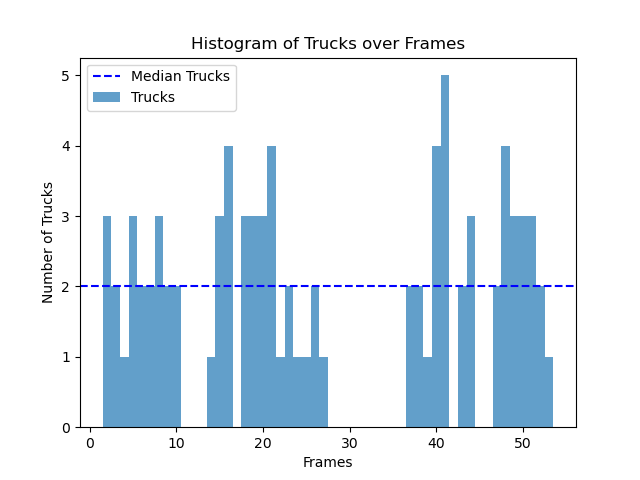 Histogram of Trucks over Frames
Median Trucks
Trucks
Number of Trucks
5
4
3
2
1
0
0 10 20 30 40 50
Frames